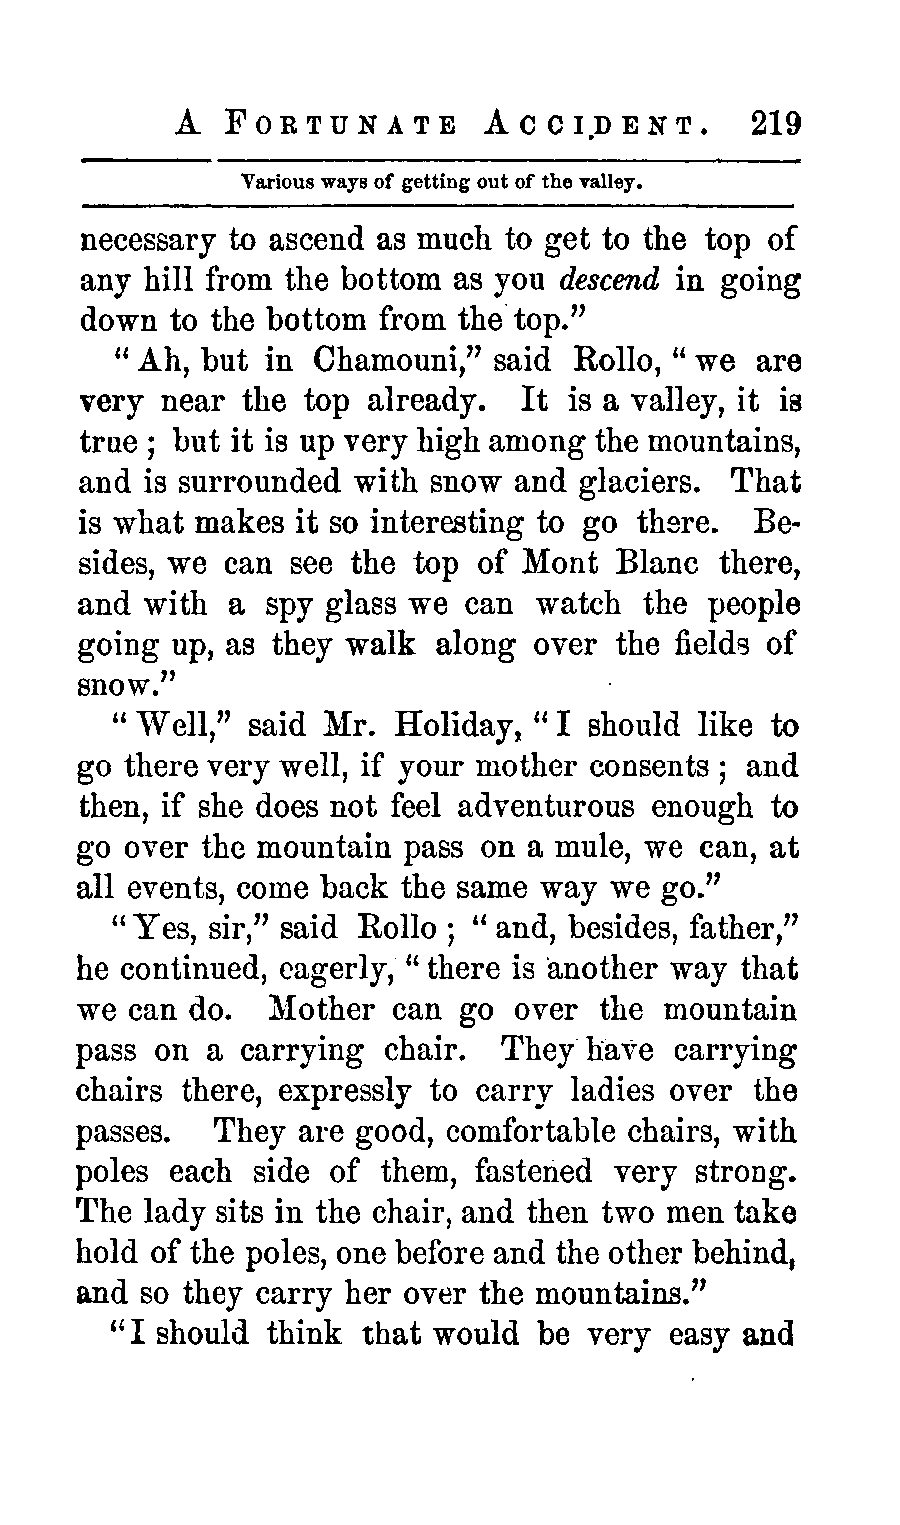 A FORTUNATE ACCIDENT. 219
Various ways of getting out of the valley.
necessary to ascend as much to get to the top of
any hill from the bottom as you descend in going
down to the bottom from the top.”
“ Ah, but in Chamouni,” said Rollo, “ we are
very near the top already. It is a valley, it is
true ; but it is up very high among the mountains,
and is surrounded with snow and glaciers. That
is what makes it so interesting to go there. Be-
sides, we can see the top of Mont Blanc there,
and with a spy glass we can watch the people
going up, as they walk along over the fields of
snow.”
“ Well,” said Mr. Holiday, “ I should like to
go there very well, if your mother consents ; and
then, if she does not feel adventurous enough to
go over the mountain pass on a mule, we can, at
all events, come back the same way we go.”
“ Yes, sir,” said Rollo ; “ and, besides, father,”
he continued, eagerly, “ there is another way that
we can do. Mother can go over the mountain
pass on a carrying chair. They have carrying
chairs there, expressly to carry ladies over the
passes. They are good, comfortable chairs, with
poles each side of them, fastened very strong.
The lady sits in the chair, and then two men take
hold of the poles, one before and the other behind,
and so they carry her over the mountains.”
“ I should think that would be very easy and